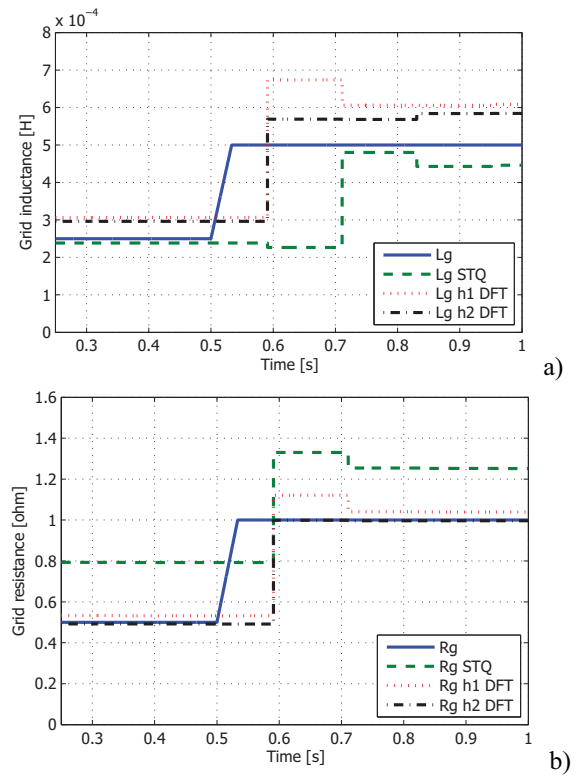 x 10⁻⁴
8
7
6
5
4
3
2
1
0
Grid inductance [H]
Lg
Lg STQ
Lg h1 DFT
Lg h2 DFT
0.3 0.4 0.5 0.6 0.7 0.8 0.9 1
Time [s]
a)
1.6
1.4
1.2
1
0.8
0.6
0.4
0.2
0
Grid resistance [ohm]
Rg
Rg STQ
Rg h1 DFT
Rg h2 DFT
0.3 0.4 0.5 0.6 0.7 0.8 0.9 1
Time [s]
b)